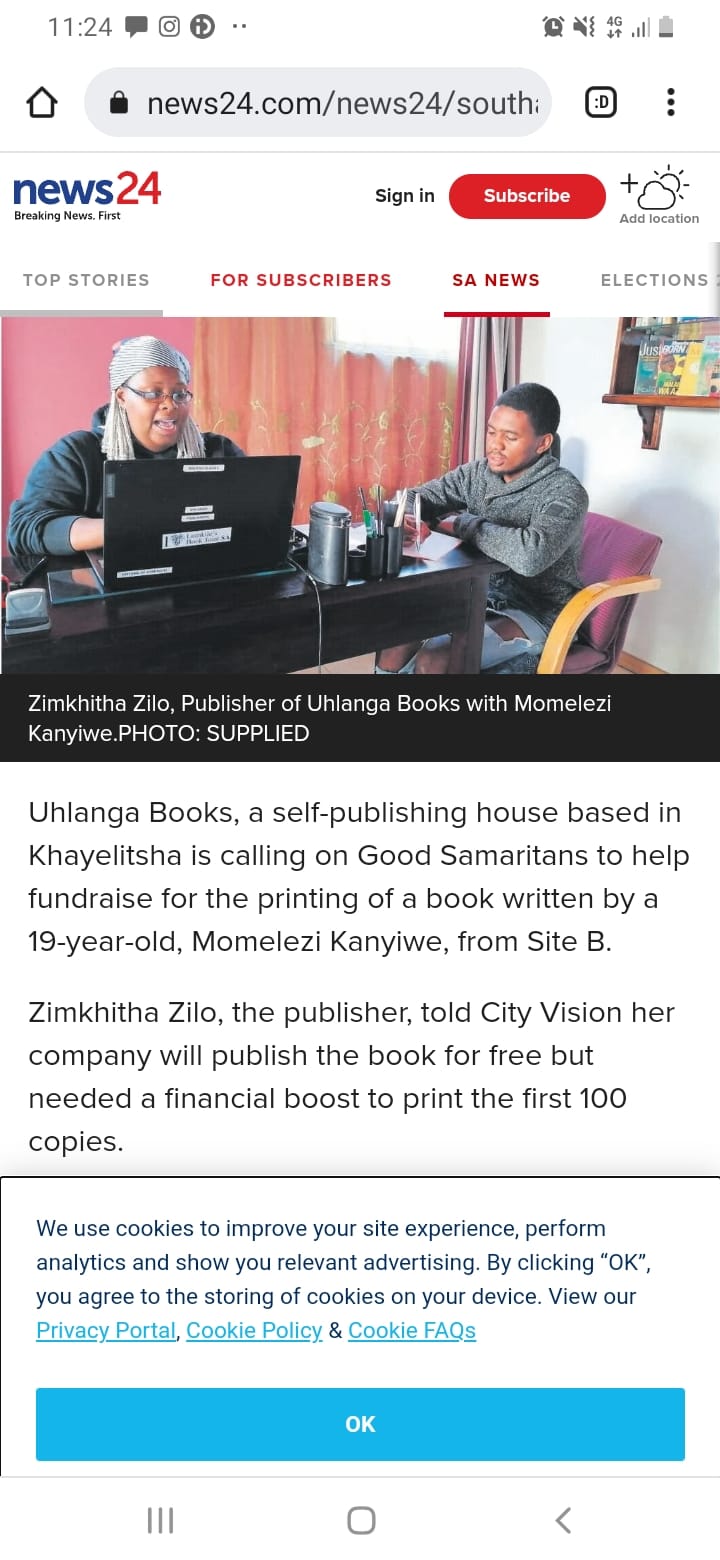 11:24
4G
news24.com/news24/south
:D
news24
Breaking News. First
Sign in
Subscribe
Add location
TOP STORIES
FOR SUBSCRIBERS
SA NEWS
ELECTIONS
Zimkhitha Zilo, Publisher of Uhlanga Books with Momelezi
Kanyiwe.PHOTO: SUPPLIED
Uhlanga Books, a self-publishing house based in
Khayelitsha is calling on Good Samaritans to help
fundraise for the printing of a book written by a
19-year-old, Momelezi Kanyiwe, from Site B.
Zimkhitha Zilo, the publisher, told City Vision her
company will publish the book for free but
needed a financial boost to print the first 100
copies.
We use cookies to improve your site experience, perform
analytics and show you relevant advertising. By clicking “OK”,
you agree to the storing of cookies on your device. View our
Privacy Portal, Cookie Policy & Cookie FAQs
OK